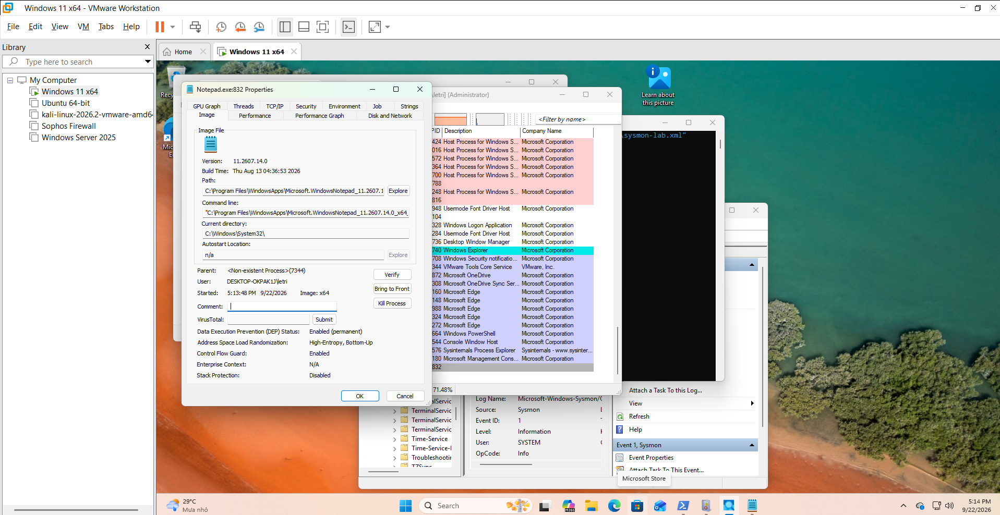 Windows 11 x64 - VMware Workstation
File Edit View VM Tabs Help
Library
Type here to search
My Computer
Windows 11 x64
Ubuntu 64-bit
kali-linux-2026.2-vmware-amd64
Sophos Firewall
Windows Server 2025
Home
Windows 11 x64
Learn about
this picture
Notepad.exe:832 Properties
GPU Graph Threads TCP/IP Security Environment Job Strings
Image Performance Performance Graph Disk and Network
Image File
Version: 11.2607.14.0
Build Time: Thu Aug 13 04:36:53 2026
Path:
C:\Program Files\WindowsApps\Microsoft.WindowsNotepad_11.2607.1 Explore
Command line:
"C:\Program Files\WindowsApps\Microsoft.WindowsNotepad_11.2607.14.0_x64_
Current directory:
C:\Windows\System32\
Autostart Location:
n/a Explore
Parent: <Non-existent Process>(7344)
User: DESKTOP-OKPAK1J\letri
Started: 5:13:48 PM 9/22/2026 Image: x64
Verify
Bring to Front
Kill Process
Comment:
VirusTotal: Submit
Data Execution Prevention (DEP) Status: Enabled (permanent)
Address Space Load Randomization: High-Entropy, Bottom-Up
Control Flow Guard: Enabled
Enterprise Context: N/A
Stack Protection: Disabled
OK Cancel
\letri] (Administrator)
<Filter by name>
PID Description Company Name
424 Host Process for Windows S... Microsoft Corporation
016 Host Process for Windows S... Microsoft Corporation
572 Host Process for Windows S... Microsoft Corporation
364 Host Process for Windows S... Microsoft Corporation
700 Host Process for Windows S... Microsoft Corporation
788
248 Host Process for Windows S... Microsoft Corporation
816
948 Usermode Font Driver Host Microsoft Corporation
104
328 Windows Logon Application Microsoft Corporation
284 Usermode Font Driver Host Microsoft Corporation
736 Desktop Window Manager Microsoft Corporation
740 Windows Explorer Microsoft Corporation
708 Windows Security notificatio... Microsoft Corporation
344 VMware Tools Core Service VMware, Inc.
872 Microsoft OneDrive Microsoft Corporation
308 Microsoft OneDrive Sync Ser... Microsoft Corporation
160 Microsoft Edge Microsoft Corporation
148 Microsoft Edge Microsoft Corporation
988 Microsoft Edge Microsoft Corporation
324 Microsoft Edge Microsoft Corporation
272 Microsoft Edge Microsoft Corporation
664 Windows PowerShell Microsoft Corporation
544 Console Window Host Microsoft Corporation
576 Sysinternals Process Explorer Sysinternals - www.sysinter...
180 Microsoft Management Cons... Microsoft Corporation
832
71.48%
\sysmon-lab.xml"
TerminalServic
TerminalServic
TerminalServic
Time-Service
Time-Service-
Troubleshootin
Log Name: Microsoft-Windows-Sysmon/
Source: Sysmon
Event ID: 1
Level: Information
User: SYSTEM
OpCode: Info
Attach a Task To this Log...
View
Refresh
Help
Event 1, Sysmon
Event Properties
Attach Task To This Event...
Microsoft Store
29°C
Mưa nhỏ
Search
M365
5:14 PM
9/22/2026